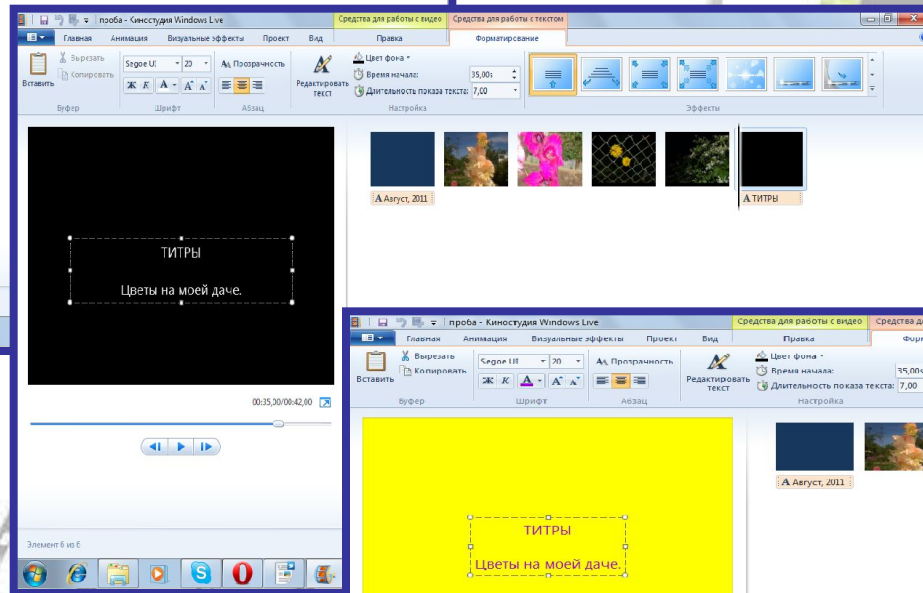 проба - Киностудия Windows Live
Средства для работы с видео
Средства для работы с текстом
Главная
Анимация
Визуальные эффекты
Проект
Вид
Правка
Форматирование
Вставить
Вырезать
Копировать
Буфер
Segoe UI
20
Прозрачность
Ж К А А А
Шрифт
Абзац
Редактировать текст
Цвет фона
Время начала:
35,00s
Длительность показа текста:
7,00
Настройка
Эффекты
А Август, 2011
А ТИТРЫ
ТИТРЫ
Цветы на моей даче.
00:35,00/00:42,00
Элемент 6 из 6
проба - Киностудия Windows Live
Средства для работы с видео
Средства
Главная
Анимация
Визуальные эффекты
Проект
Вид
Правка
Вставить
Вырезать
Копировать
Буфер
Segoe UI
20
Прозрачность
Ж К А А А
Шрифт
Абзац
Редактировать текст
Цвет фона
Время начала:
35,00s
Длительность показа текста:
7,00
Настройка
А Август, 2011
ТИТРЫ
Цветы на моей даче.